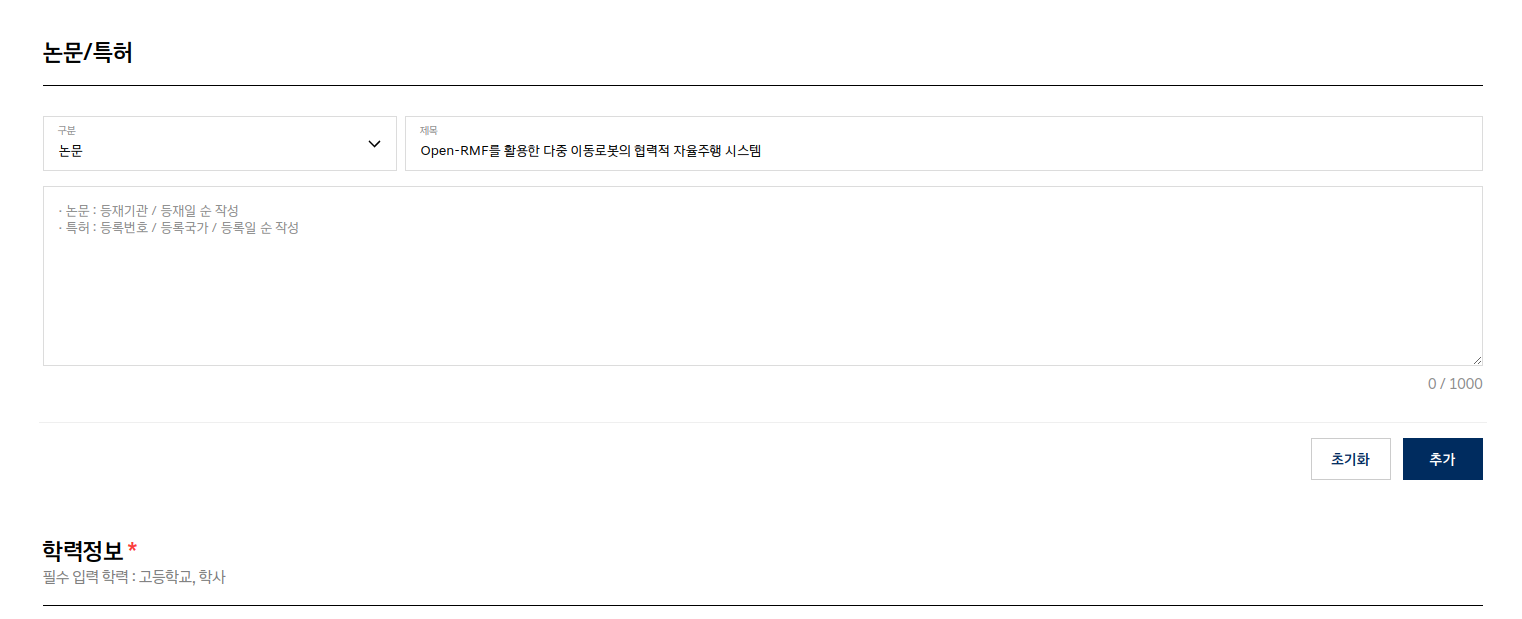 논문/특허
구분
논문
제목
Open-RMF를 활용한 다중 이동로봇의 협력적 자율주행 시스템
· 논문 : 등재기관 / 등재일 순 작성
· 특허 : 등록번호 / 등록국가 / 등록일 순 작성
0 / 1000
초기화
추가
학력정보 *
필수 입력 학력 : 고등학교, 학사